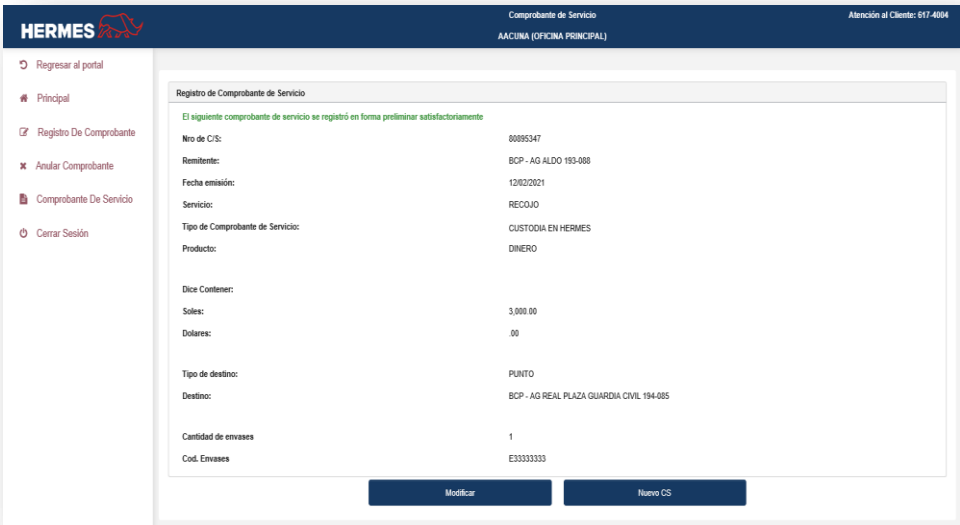 HERMES
Comprobante de Servicio
Atención al Cliente: 617-4004
AACUNA (OFICINA PRINCIPAL)
Regresar al portal
Principal
Registro De Comprobante
Anular Comprobante
Comprobante De Servicio
Cerrar Sesión
Registro de Comprobante de Servicio
El siguiente comprobante de servicio se registró en forma preliminar satisfactoriamente
Nro de C/S: 80895347
Remitente: BCP - AG ALDO 193-088
Fecha emisión: 12/02/2021
Servicio: RECOJO
Tipo de Comprobante de Servicio: CUSTODIA EN HERMES
Producto: DINERO
Dice Contener:
Soles: 3,000.00
Dolares: .00
Tipo de destino: PUNTO
Destino: BCP - AG REAL PLAZA GUARDIA CIVIL 194-085
Cantidad de envases 1
Cod. Envases E33333333
Modificar Nuevo CS